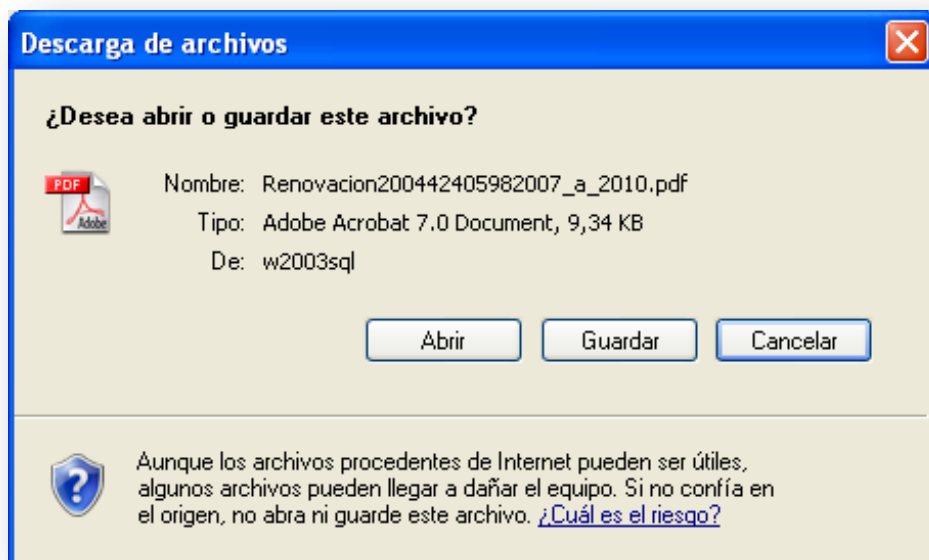 Descarga de archivos
¿Desea abrir o guardar este archivo?
PDF
Adobe
Nombre: Renovacion200442405982007_a_2010.pdf
Tipo: Adobe Acrobat 7.0 Document, 9,34 KB
De: w2003sql
Abrir Guardar Cancelar
Aunque los archivos procedentes de Internet pueden ser útiles,
algunos archivos pueden llegar a dañar el equipo. Si no confía en
el origen, no abra ni guarde este archivo. ¿Cuál es el riesgo?